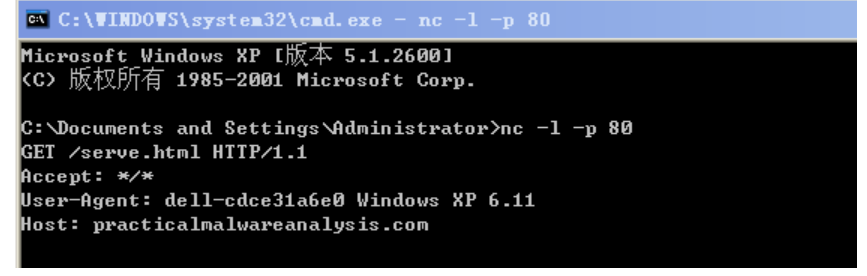 C:\WINDOWS\system32\cmd.exe - nc -l -p 80
Microsoft Windows XP [版本 5.1.2600]
(C) 版权所有 1985-2001 Microsoft Corp.
C:\Documents and Settings\Administrator>nc -l -p 80
GET /serve.html HTTP/1.1
Accept: */*
User-Agent: dell-cdce31a6e0 Windows XP 6.11
Host: practicalmalwareanalysis.com